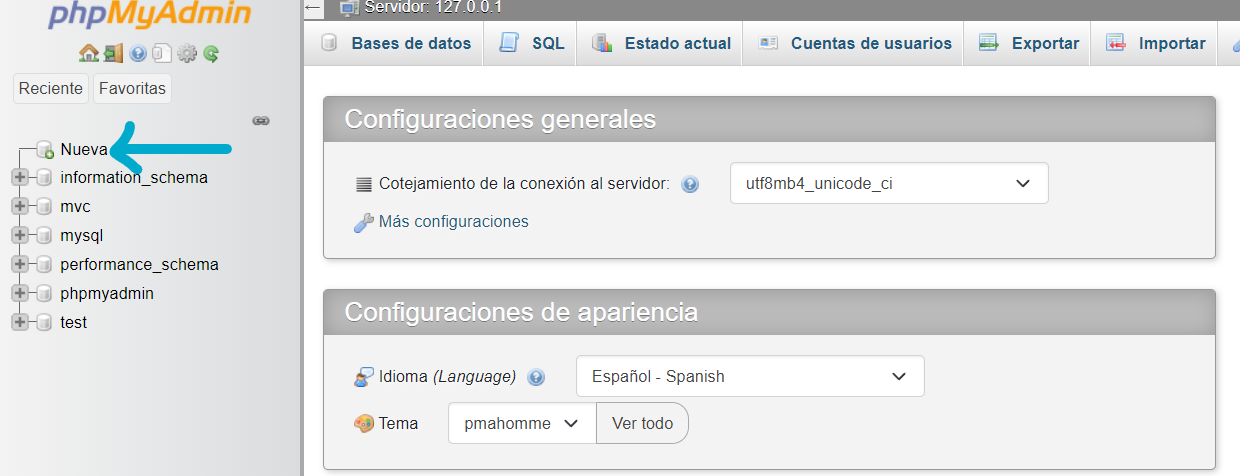 phpMyAdmin
Reciente Favoritas
Nueva
information_schema
mvc
mysql
performance_schema
phpmyadmin
test
Servidor: 127.0.0.1
Bases de datos SQL Estado actual Cuentas de usuarios Exportar Importar
Configuraciones generales
Cotejamiento de la conexión al servidor: utf8mb4_unicode_ci
Más configuraciones
Configuraciones de apariencia
Idioma (Language) Español - Spanish
Tema pmahomme Ver todo